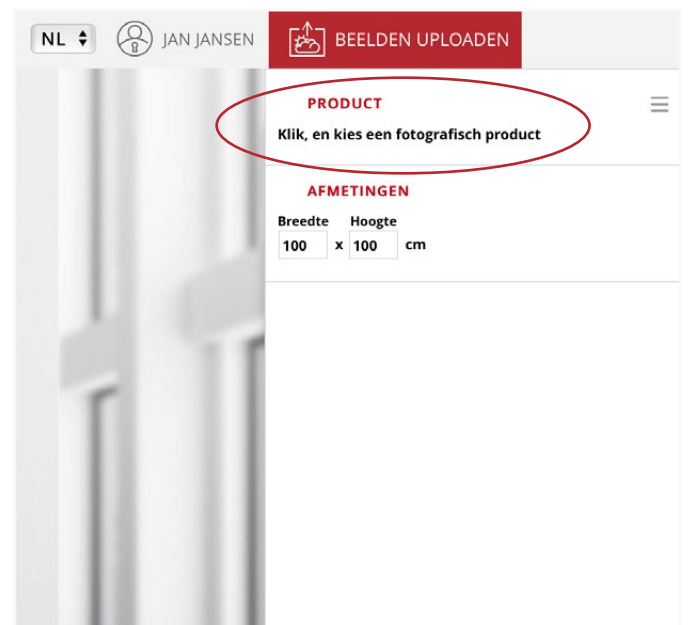 NL JAN JANSEN BEELDEN UPLOADEN
PRODUCT
Klik, en kies een fotografisch product
AFMETINGEN
Breedte Hoogte
100 x 100 cm